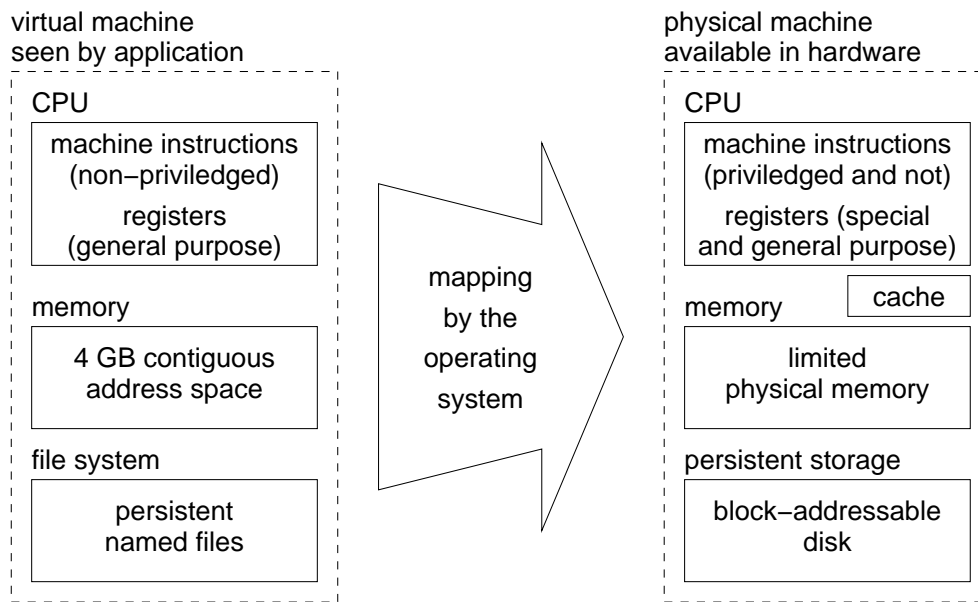 virtual machine
seen by application
CPU
machine instructions
(non−priviledged)
registers
(general purpose)
memory
4 GB contiguous
address space
file system
persistent
named files
mapping
by the
operating
system
physical machine
available in hardware
CPU
machine instructions
(priviledged and not)
registers (special
and general purpose)
cache
memory
limited
physical memory
persistent storage
block−addressable
disk